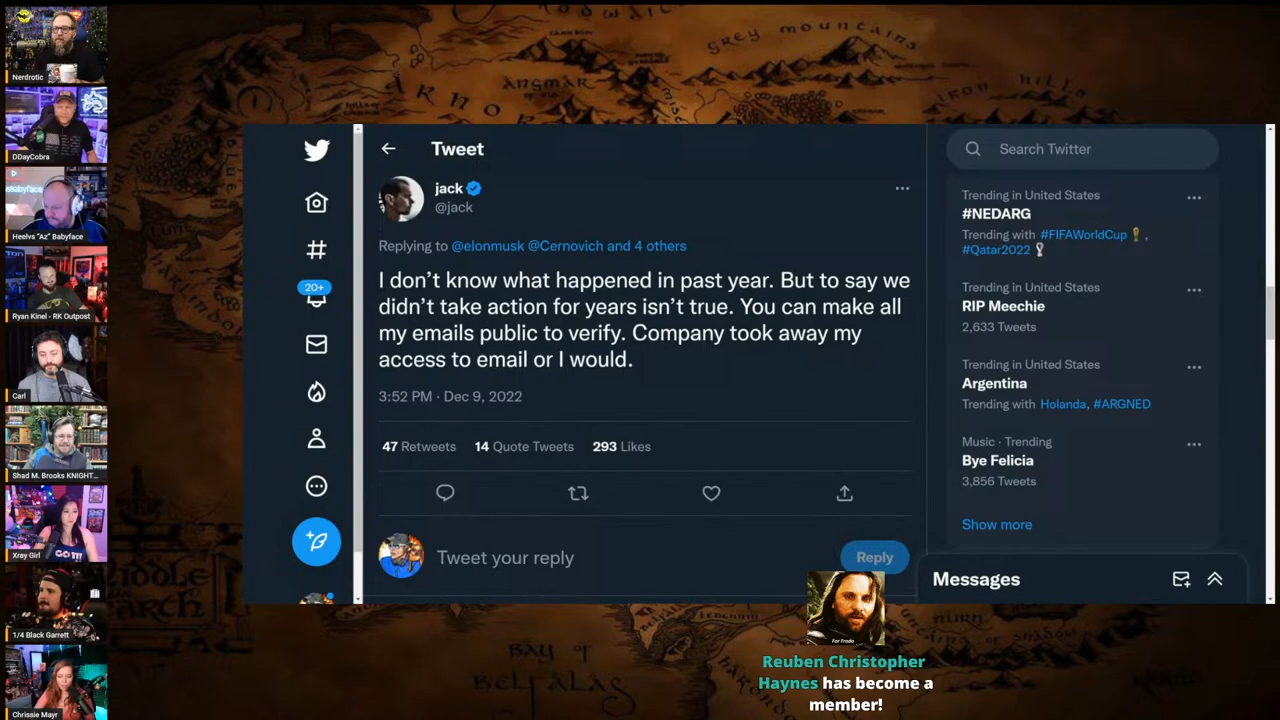 Nerdrotic
DDayCobra
Heelvs "Az" Babyface
Ryan Kinel - RK Outpost
Carl
Shad M. Brooks KNIGHT...
Xray Girl
1/4 Black Garrett
Chrissie Mayr
GREY MOUNTAINS
ANGMAR
ARNOR
20+
Tweet
jack
@jack
Replying to @elonmusk @Cernovich and 4 others
I don’t know what happened in past year. But to say we
didn’t take action for years isn’t true. You can make all
my emails public to verify. Company took away my
access to email or I would.
3:52 PM · Dec 9, 2022
47 Retweets 14 Quote Tweets 293 Likes
Tweet your reply
Reply
Search Twitter
Trending in United States
#NEDARG
Trending with #FIFAWorldCup ,
#Qatar2022
Trending in United States
RIP Meechie
2,633 Tweets
Trending in United States
Argentina
Trending with Holanda, #ARGNED
Music · Trending
Bye Felicia
3,856 Tweets
Show more
Messages
BAY OF
BELFALAS
For Frodo
Reuben Christopher
Haynes has become a
member!